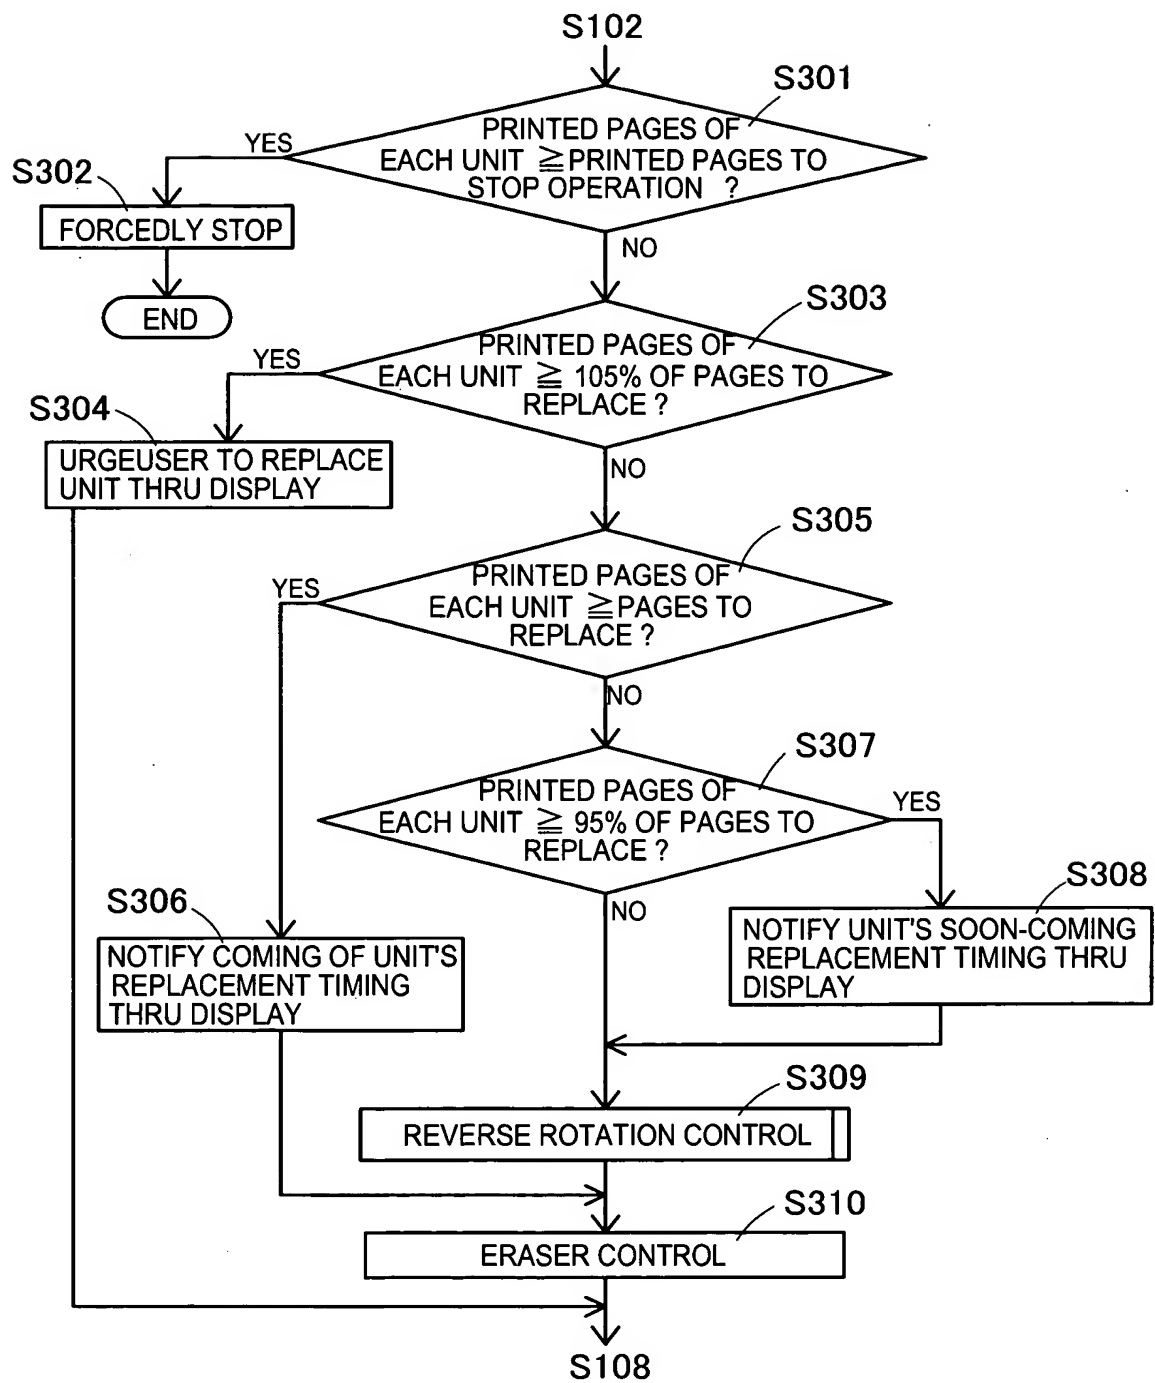 S102
S301
PRINTED PAGES OF
EACH UNIT ≧PRINTED PAGES TO
STOP OPERATION ?
YES
S302
FORCEDLY STOP
NO
END
S303
PRINTED PAGES OF
EACH UNIT ≧ 105% OF PAGES TO
REPLACE ?
YES
S304
URGEUSER TO REPLACE
UNIT THRU DISPLAY
NO
S305
PRINTED PAGES OF
EACH UNIT ≧PAGES TO
REPLACE ?
YES
NO
S307
PRINTED PAGES OF
EACH UNIT ≧ 95% OF PAGES TO
REPLACE ?
YES
S306
NOTIFY COMING OF UNIT'S
REPLACEMENT TIMING
THRU DISPLAY
NO
S308
NOTIFY UNIT'S SOON-COMING
REPLACEMENT TIMING THRU
DISPLAY
S309
REVERSE ROTATION CONTROL
S310
ERASER CONTROL
S108